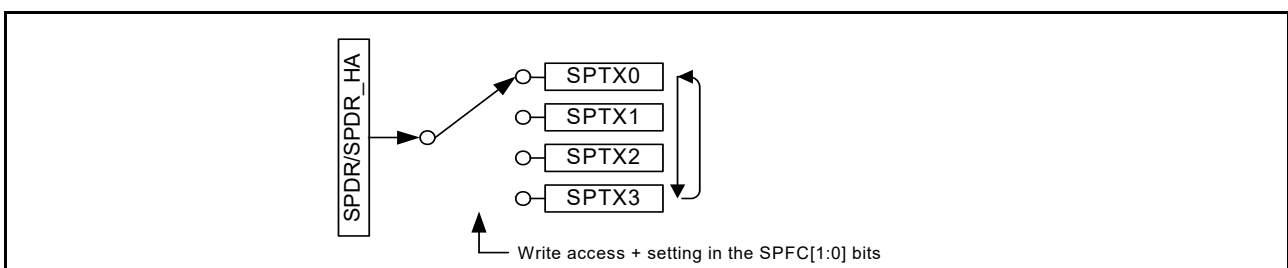 SPDR/SPDR_HA
SPTX0
SPTX1
SPTX2
SPTX3
Write access + setting in the SPFC[1:0] bits